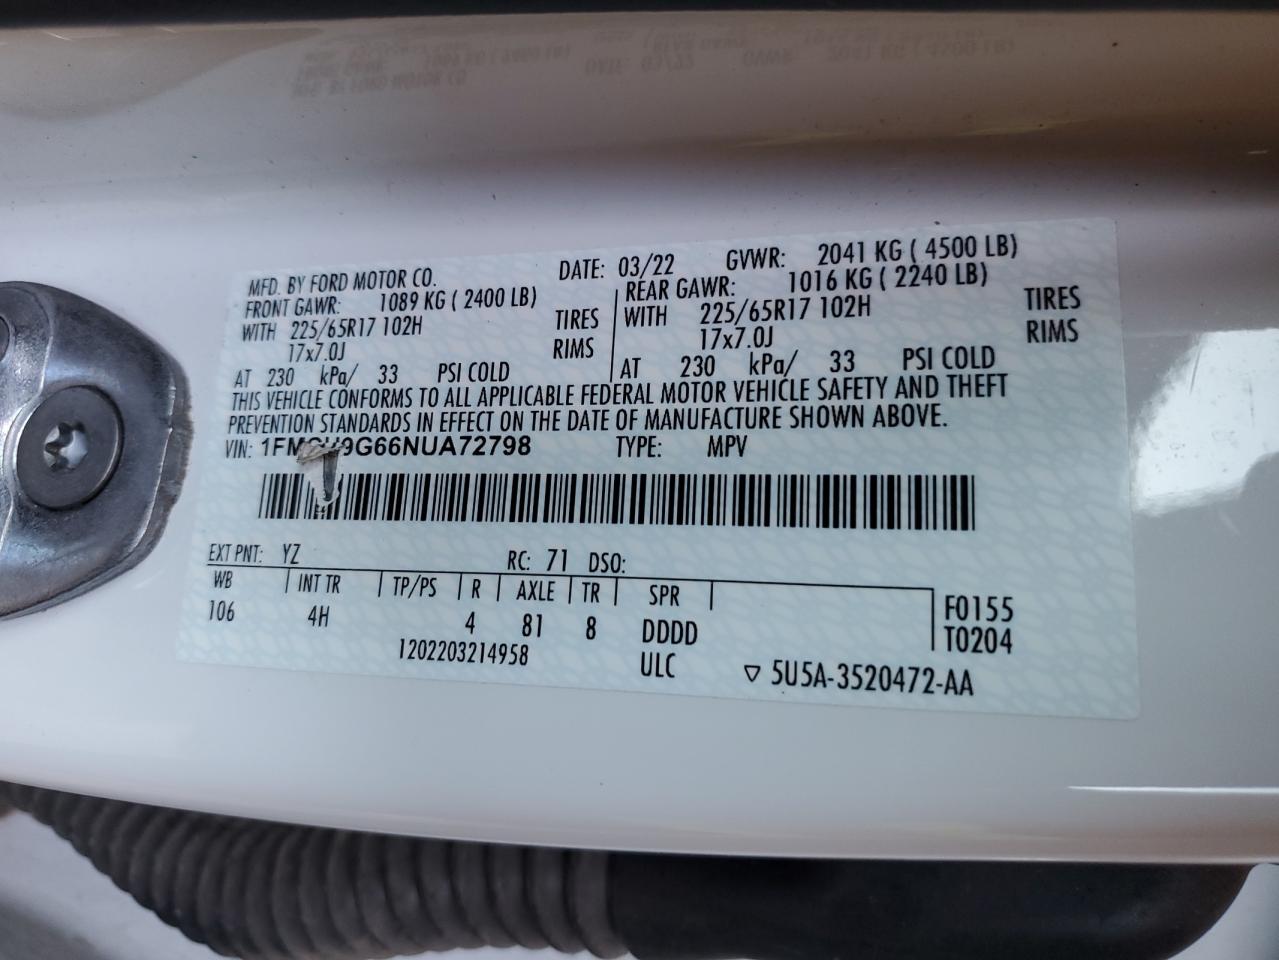 MFD. BY FORD MOTOR CO. DATE: 03/22 GVWR: 2041 KG ( 4500 LB)
FRONT GAWR: 1089 KG ( 2400 LB) REAR GAWR: 1016 KG ( 2240 LB)
WITH 225/65R17 102H TIRES WITH 225/65R17 102H TIRES
17x7.0J RIMS 17x7.0J RIMS
AT 230 kPa/ 33 PSI COLD AT 230 kPa/ 33 PSI COLD
THIS VEHICLE CONFORMS TO ALL APPLICABLE FEDERAL MOTOR VEHICLE SAFETY AND THEFT
PREVENTION STANDARDS IN EFFECT ON THE DATE OF MANUFACTURE SHOWN ABOVE.
VIN: TYPE: MPV
EXT PNT: YZ RC: 71 DSO:
WB INT TR TP/PS R AXLE TR SPR F0155
106 4H 4 81 8 DDDD T0204
1202203214958 ULC ▽ 5U5A-3520472-AA